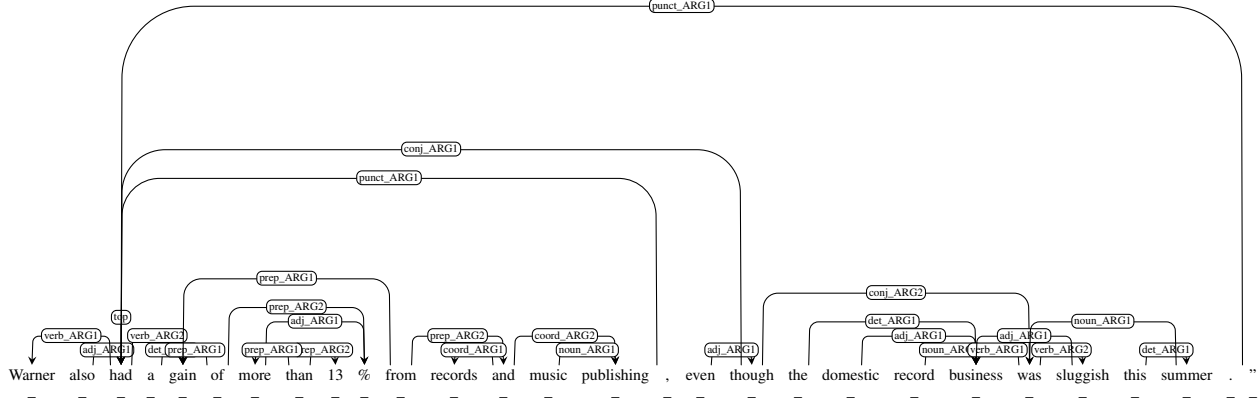 punct_ARG1
conj_ARG1
punct_ARG1
prep_ARG1
conj_ARG2
prep_ARG2
top
adj_ARG1 det_ARG1 noun_ARG1
verb_ARG1 verb_ARG2 prep_ARG2 coord_ARG2 adj_ARG1 adj_ARG1
adj_ARG1 prep_ARG1 prep_ARG1 coord_ARG1 noun_ARG1 adj_ARG1 verb_ARG1 verb_ARG2 det_ARG1
Warner also had a gain of more than 13 % from records and music publishing , even though the domestic record business was sluggish this summer . ”
_ _ _ _ _ _ _ _ _ _ _ _ _ _ _ _ _ _ _ _ _ _ _ _ _ _ _ _